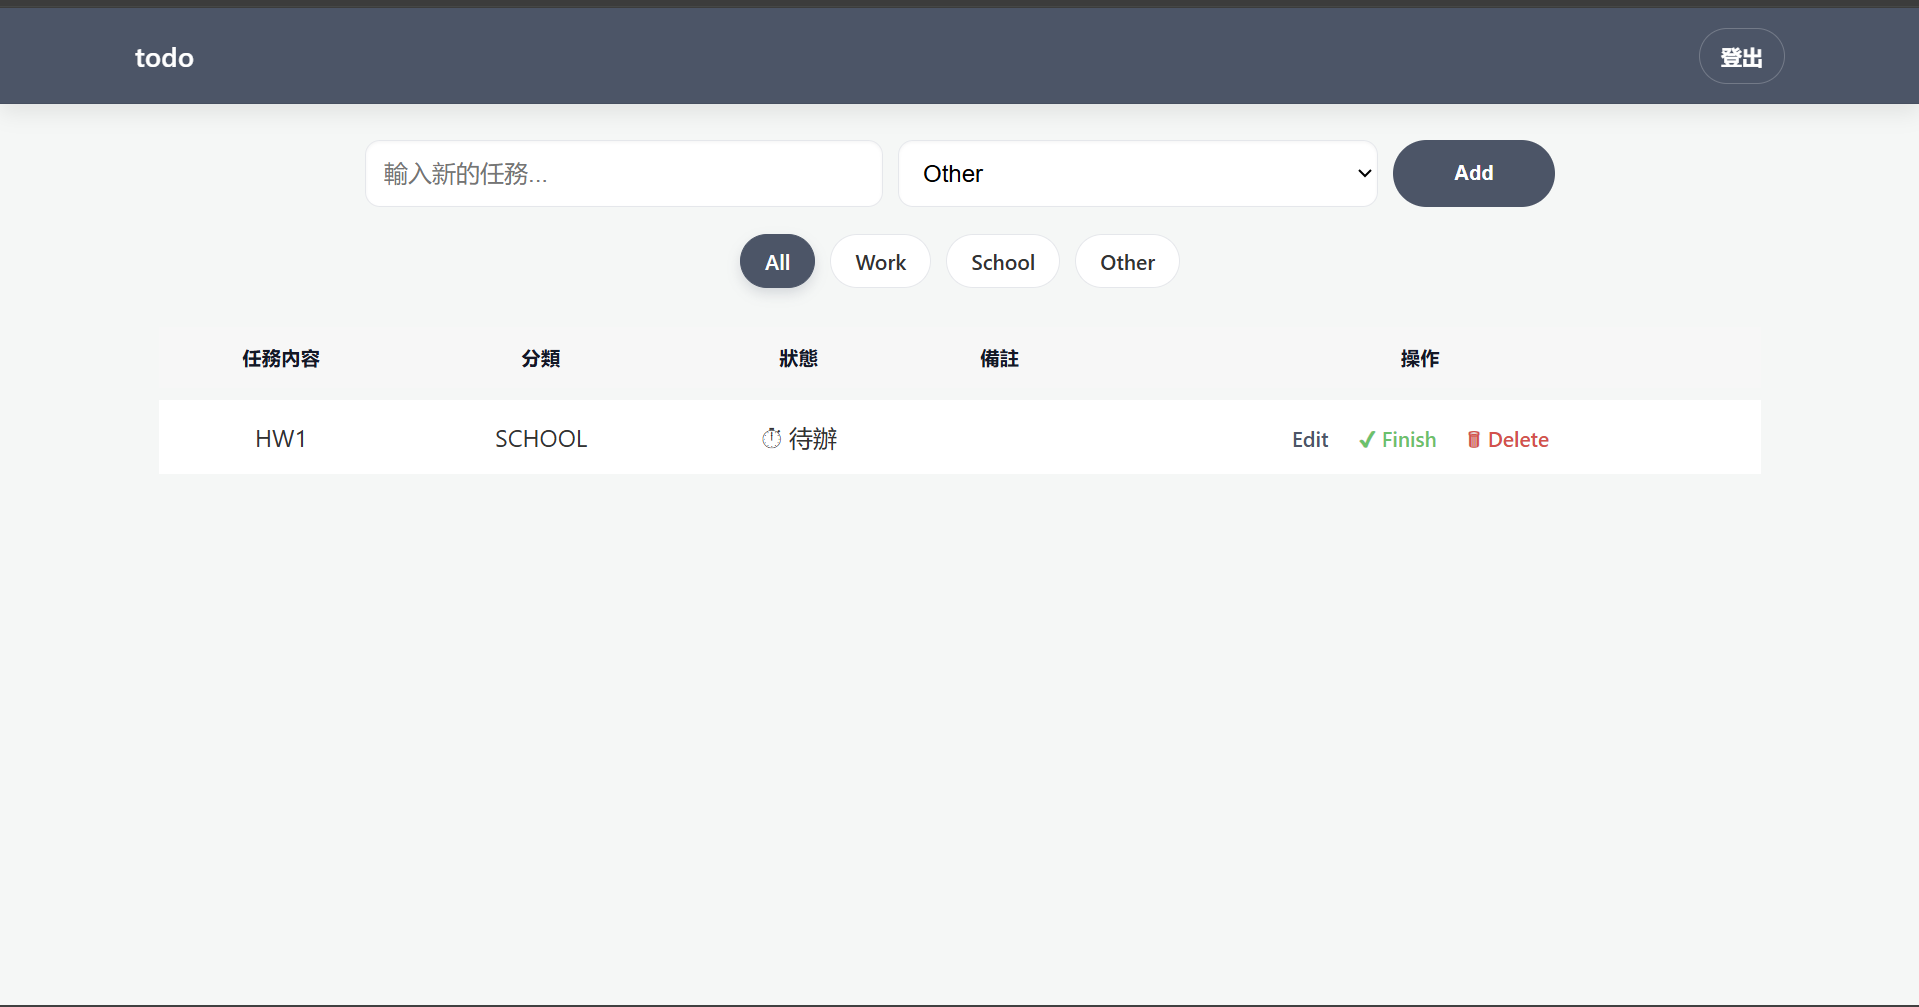 todo
登出
輸入新的任務...
Other
Add
All
Work
School
Other
任務內容 分類 狀態 備註 操作
HW1 SCHOOL ⏱ 待辦 Edit ✔ Finish 🗑 Delete